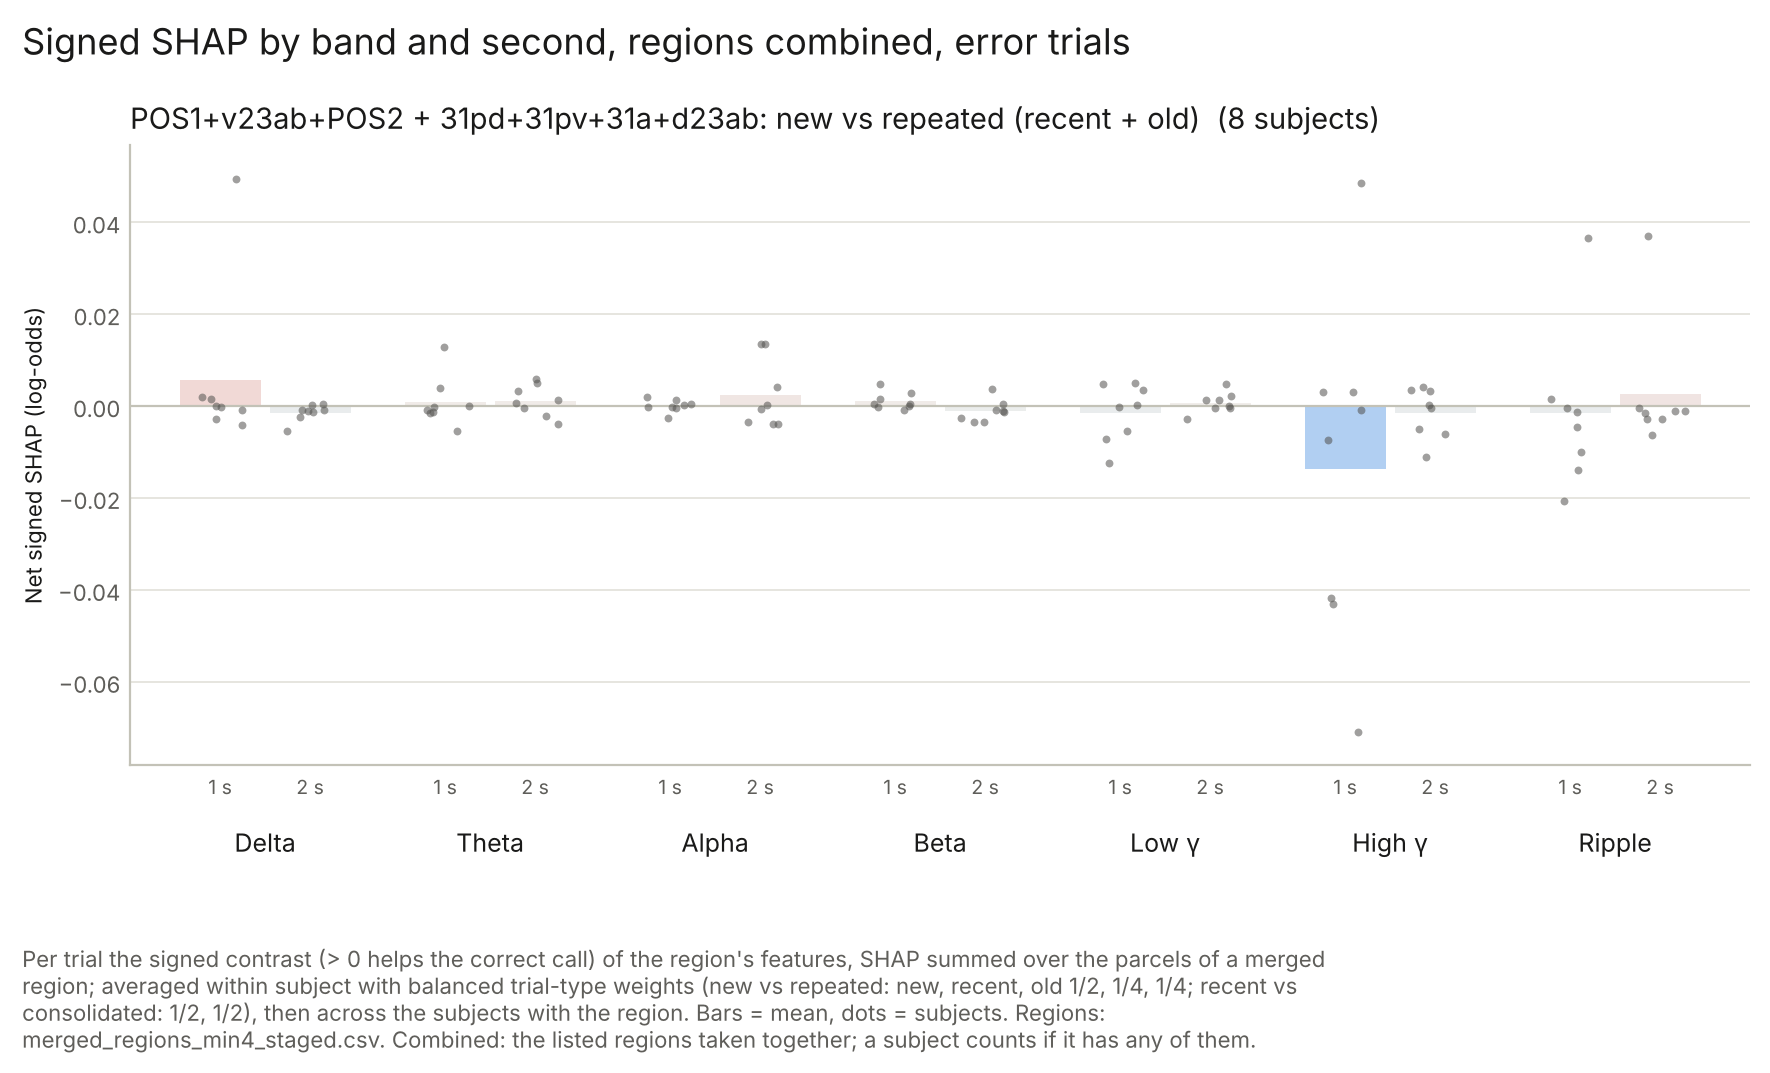 Signed SHAP by band and second, regions combined, error trials
POS1+v23ab+POS2 + 31pd+31pv+31a+d23ab: new vs repeated (recent + old)  (8 subjects)
Net signed SHAP (log-odds)
0.04
0.02
0.00
−0.02
−0.04
−0.06
1 s 2 s 1 s 2 s 1 s 2 s 1 s 2 s 1 s 2 s 1 s 2 s 1 s 2 s
Delta Theta Alpha Beta Low γ High γ Ripple
Per trial the signed contrast (> 0 helps the correct call) of the region's features, SHAP summed over the parcels of a merged
region; averaged within subject with balanced trial-type weights (new vs repeated: new, recent, old 1/2, 1/4, 1/4; recent vs
consolidated: 1/2, 1/2), then across the subjects with the region. Bars = mean, dots = subjects. Regions:
merged_regions_min4_staged.csv. Combined: the listed regions taken together; a subject counts if it has any of them.